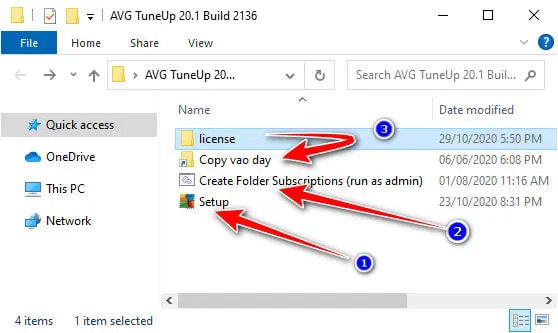 AVG TuneUp 20.1 Build 2136
File Home Share View
AVG TuneUp 20... Search AVG TuneUp 20.1 Buil...
Name Date modified
Quick access
OneDrive
This PC
Network
license 29/10/2020 5:50 PM
Copy vao day 06/06/2020 6:08 PM
Create Folder Subscriptions (run as admin) 01/08/2020 11:16 AM
Setup 23/10/2020 8:31 PM
3
2
1
4 items 1 item selected